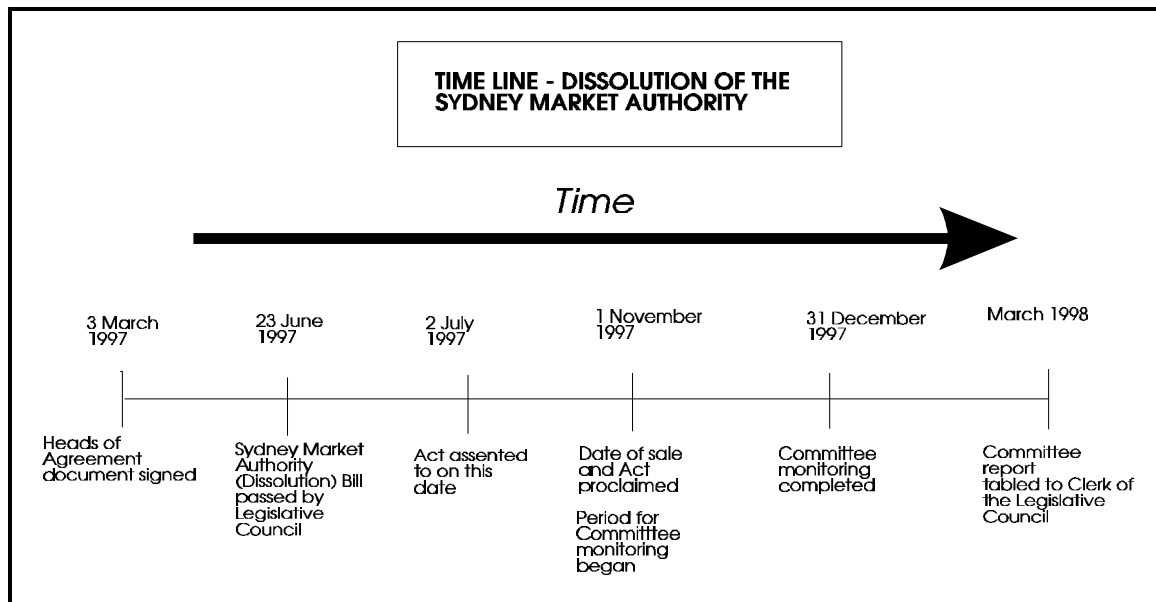 TIME LINE - DISSOLUTION OF THE
SYDNEY MARKET AUTHORITY
Time
3 March
1997
23 June
1997
2 July
1997
1 November
1997
31 December
1997
March 1998
Heads of
Agreement
document signed
Sydney Market
Authority
(Dissolution) Bill
passed by
Legislative
Council
Act assented
to on this
date
Date of sale
and Act
proclaimed
Period for
Committtee
monitoring
began
Committee
monitoring
completed
Committee
report
tabled to Clerk of
the Legislative
Council